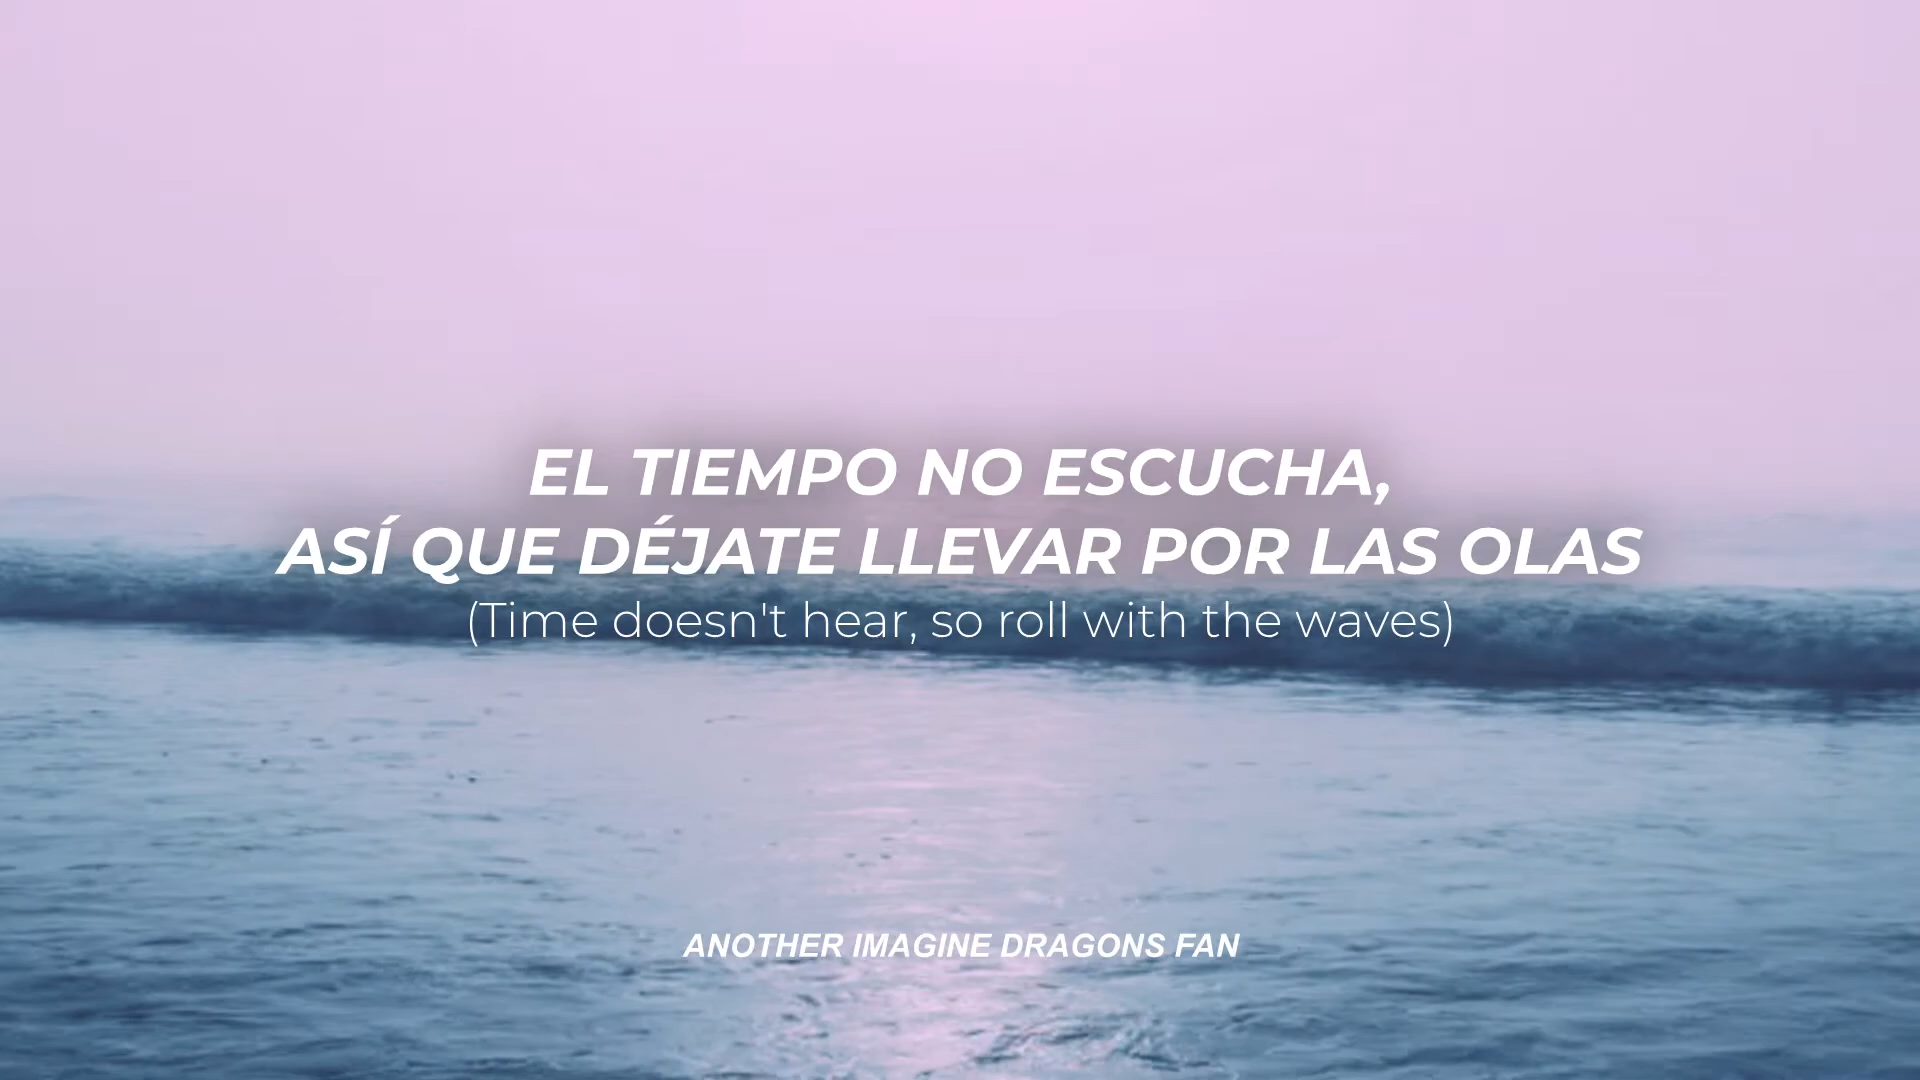 EL TIEMPO NO ESCUCHA,
ASÍ QUE DÉJATE LLEVAR POR LAS OLAS
(Time doesn't hear, so roll with the waves)
ANOTHER IMAGINE DRAGONS FAN